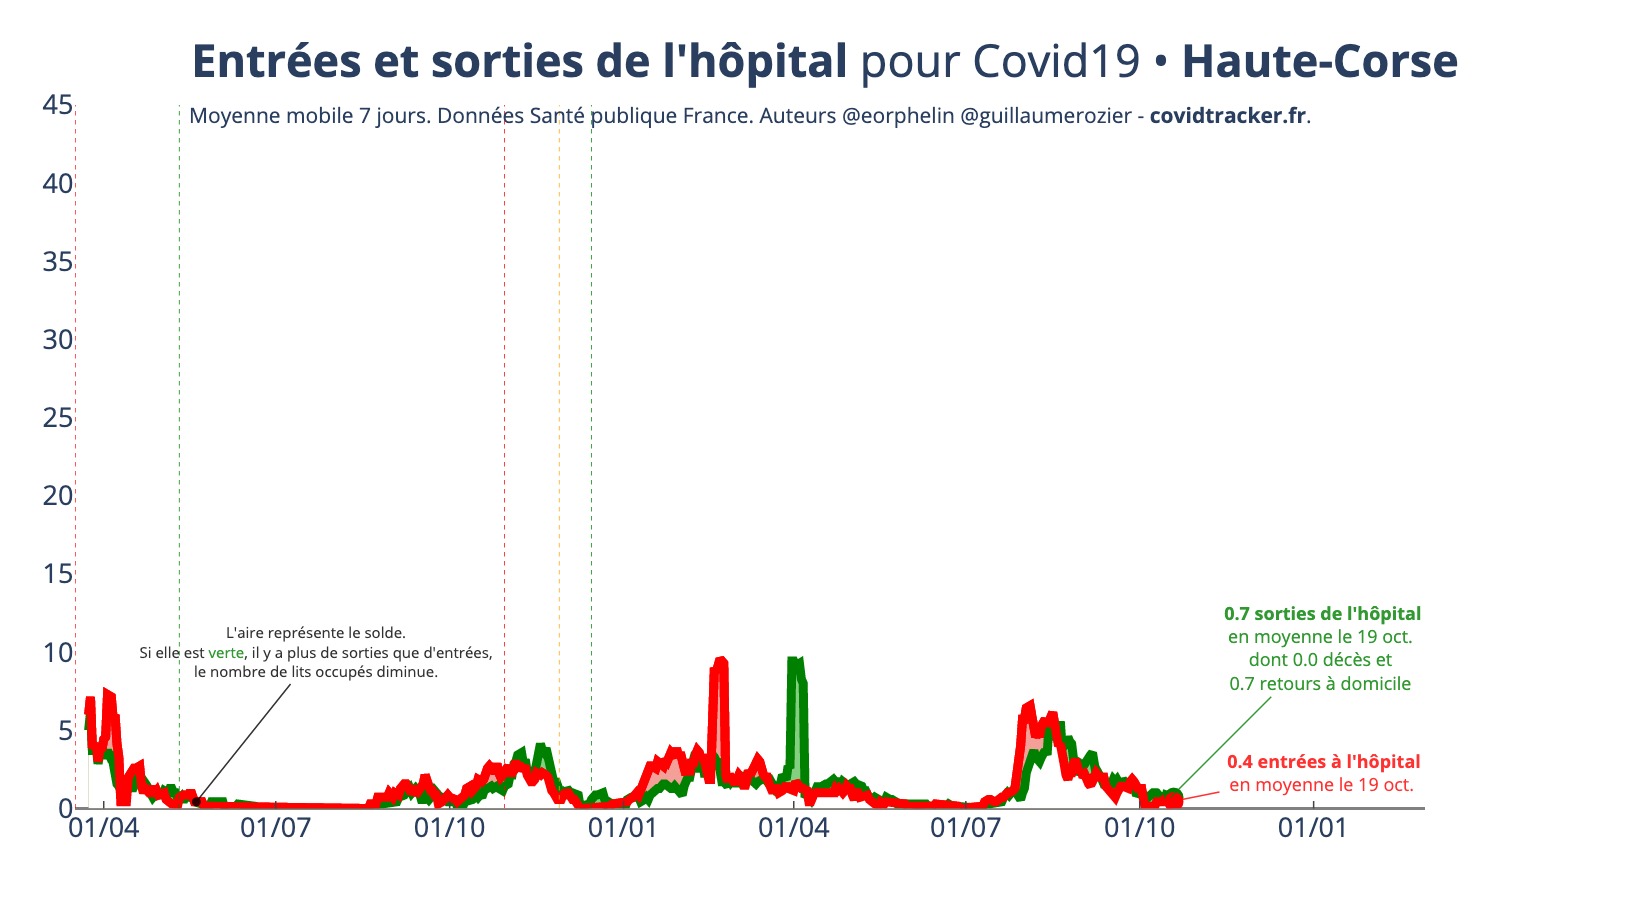 Entrées et sorties de l'hôpital pour Covid19 • Haute-Corse
Moyenne mobile 7 jours. Données Santé publique France. Auteurs @eorphelin @guillaumerozier - covidtracker.fr.
45
40
35
30
25
20
15
10
5
0
L'aire représente le solde.
Si elle est verte, il y a plus de sorties que d'entrées,
le nombre de lits occupés diminue.
0.7 sorties de l'hôpital
en moyenne le 19 oct.
dont 0.0 décès et
0.7 retours à domicile
0.4 entrées à l'hôpital
en moyenne le 19 oct.
01/04 01/07 01/10 01/01 01/04 01/07 01/10 01/01